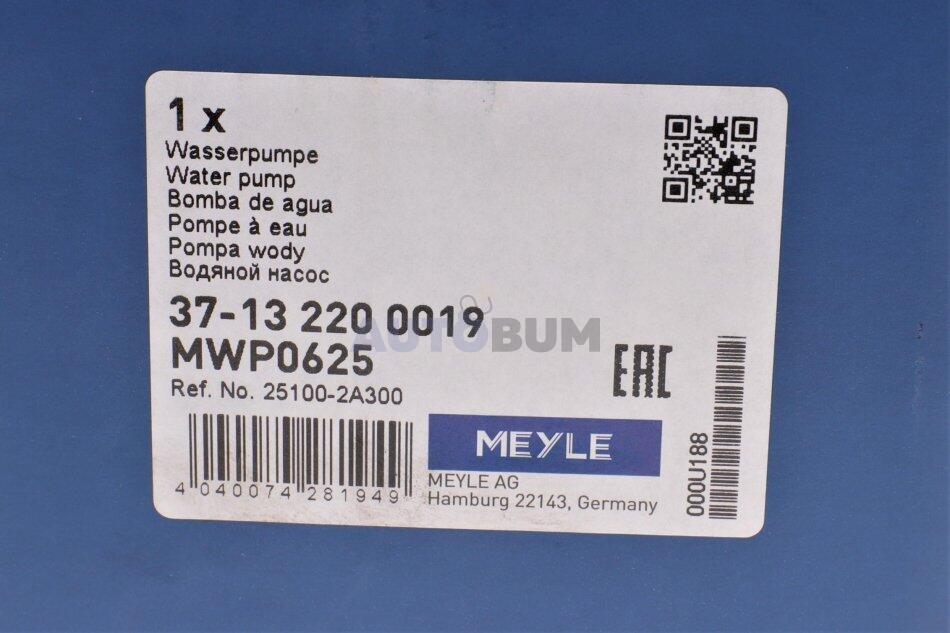 1 x
Wasserpumpe
Water pump
Bomba de agua
Pompe à eau
Pompa wody
Водяной насос
37-13 220 0019
AUTOBUM
MWP0625
EAC
Ref. No. 25100-2A300
MEYLE
4 040074 281949
MEYLE AG
Hamburg 22143, Germany
000U188